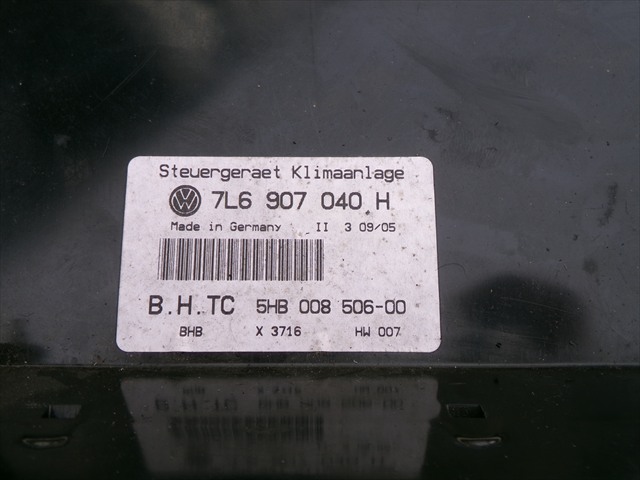 Steuergeraet Klimaanlage
VW 7L6 907 040 H
Made in Germany II 3 09/05
B.H.TC 5HB 008 506-00
BHB X 3716 HW 007